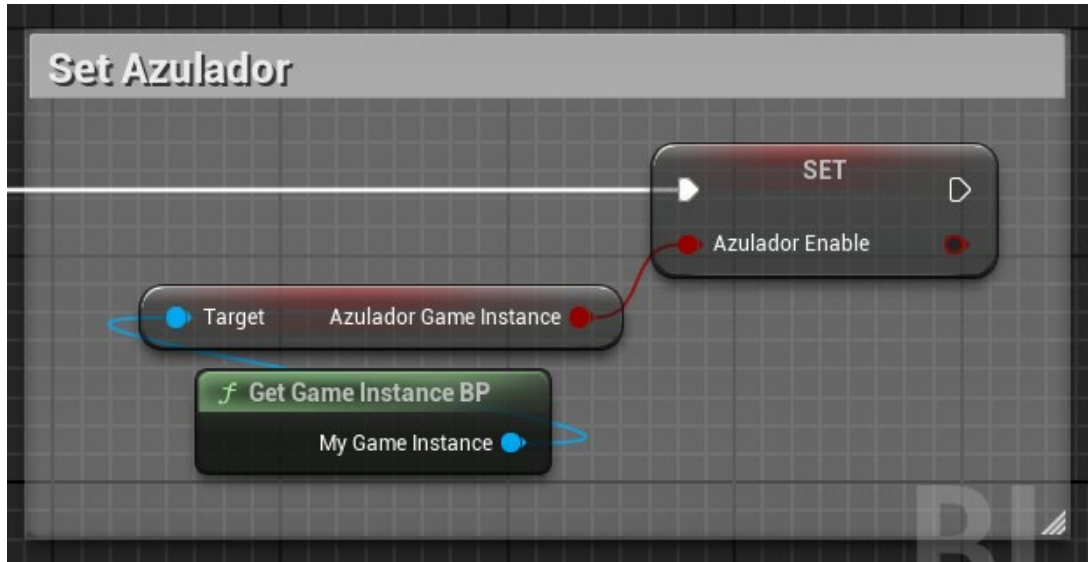 Set Azulador
SET
Azulador Enable
Target Azulador Game Instance
f Get Game Instance BP
My Game Instance